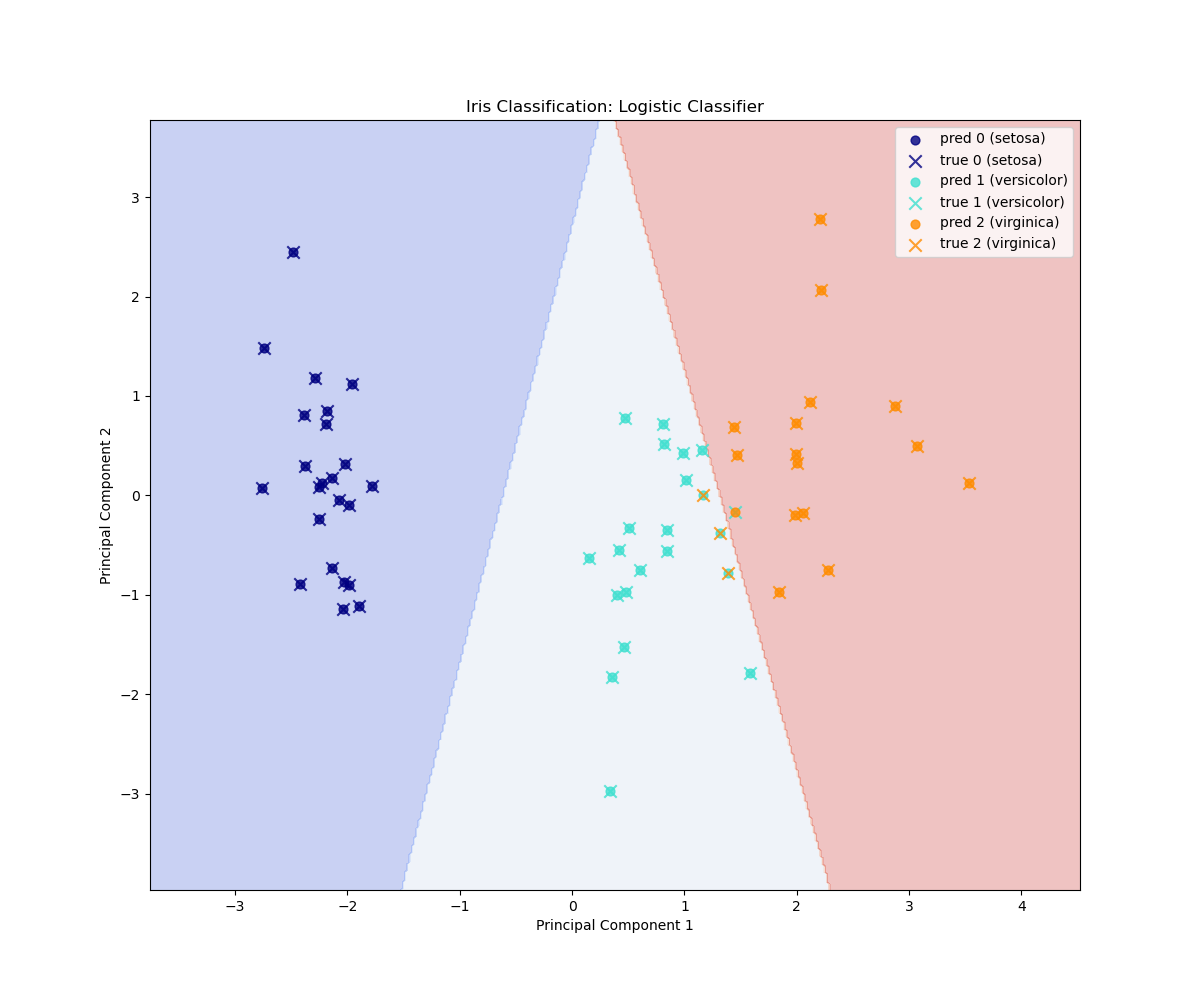 Iris Classification: Logistic Classifier
pred 0 (setosa)
true 0 (setosa)
pred 1 (versicolor)
true 1 (versicolor)
pred 2 (virginica)
true 2 (virginica)
3
2
1
0
−1
−2
−3
Principal Component 2
−3
−2
−1
0
1
2
3
4
Principal Component 1